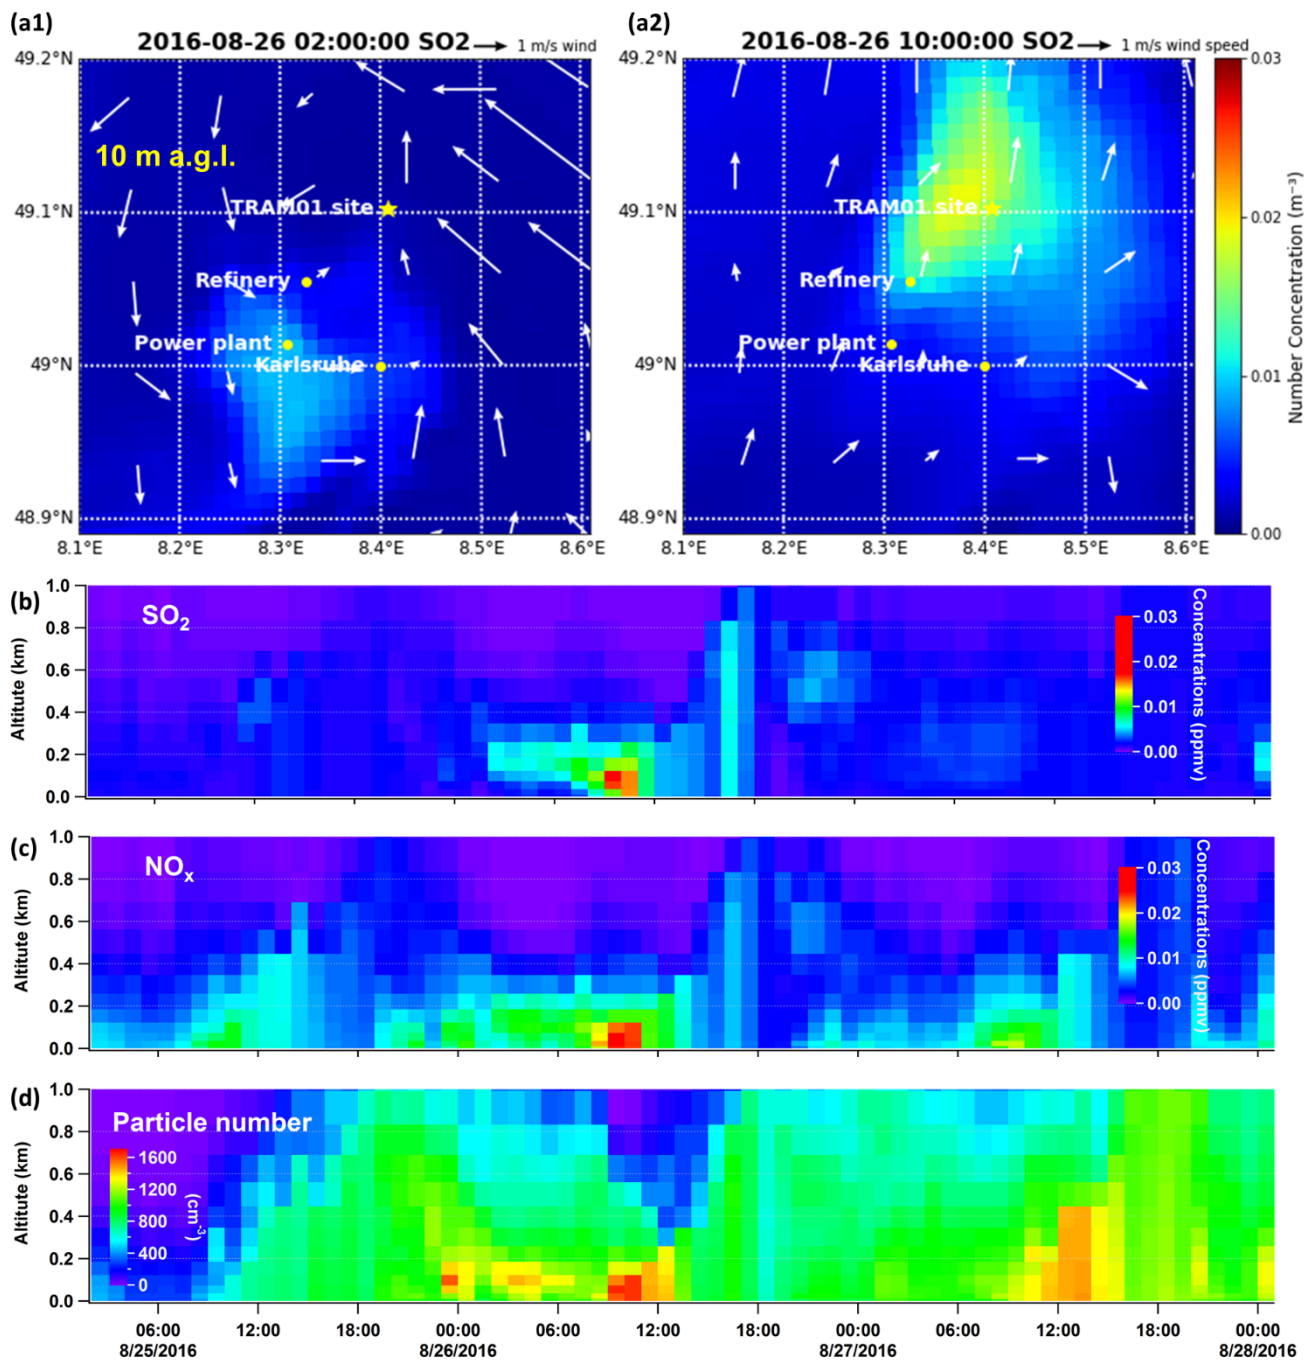 (a1)
2016-08-26 02:00:00 SO2 1 m/s wind
49.2°N
10 m a.g.l.
TRAM01 site
49.1°N
Refinery
Power plant
Karlsruhe
49°N
48.9°N
8.1°E 8.2°E 8.3°E 8.4°E 8.5°E 8.6°E
(a2)
2016-08-26 10:00:00 SO2 1 m/s wind speed
49.2°N
TRAM01 site
49.1°N
Refinery
Power plant
Karlsruhe
49°N
48.9°N
8.1°E 8.2°E 8.3°E 8.4°E 8.5°E 8.6°E
0.03
0.02
0.01
0.00
Number Concentration (m⁻³)
(b)
SO2
1.0
0.8
0.6
0.4
0.2
0.0
Altitude (km)
0.03
0.02
0.01
0.00
Concentrations (ppmv)
(c)
NOx
1.0
0.8
0.6
0.4
0.2
0.0
Altitude (km)
0.03
0.02
0.01
0.00
Concentrations (ppmv)
(d)
Particle number
1.0
0.8
0.6
0.4
0.2
0.0
Altitude (km)
1600
1200
800
400
0
(cm-3)
06:00 12:00 18:00 00:00 06:00 12:00 18:00 00:00 06:00 12:00 18:00 00:00
8/25/2016 8/26/2016 8/27/2016 8/28/2016